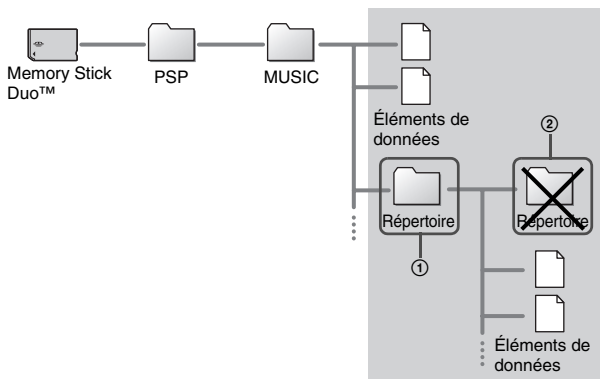 Memory Stick
Duo™
PSP
MUSIC
Éléments de
données
②
Répertoire
Répertoire
①
Éléments de
données